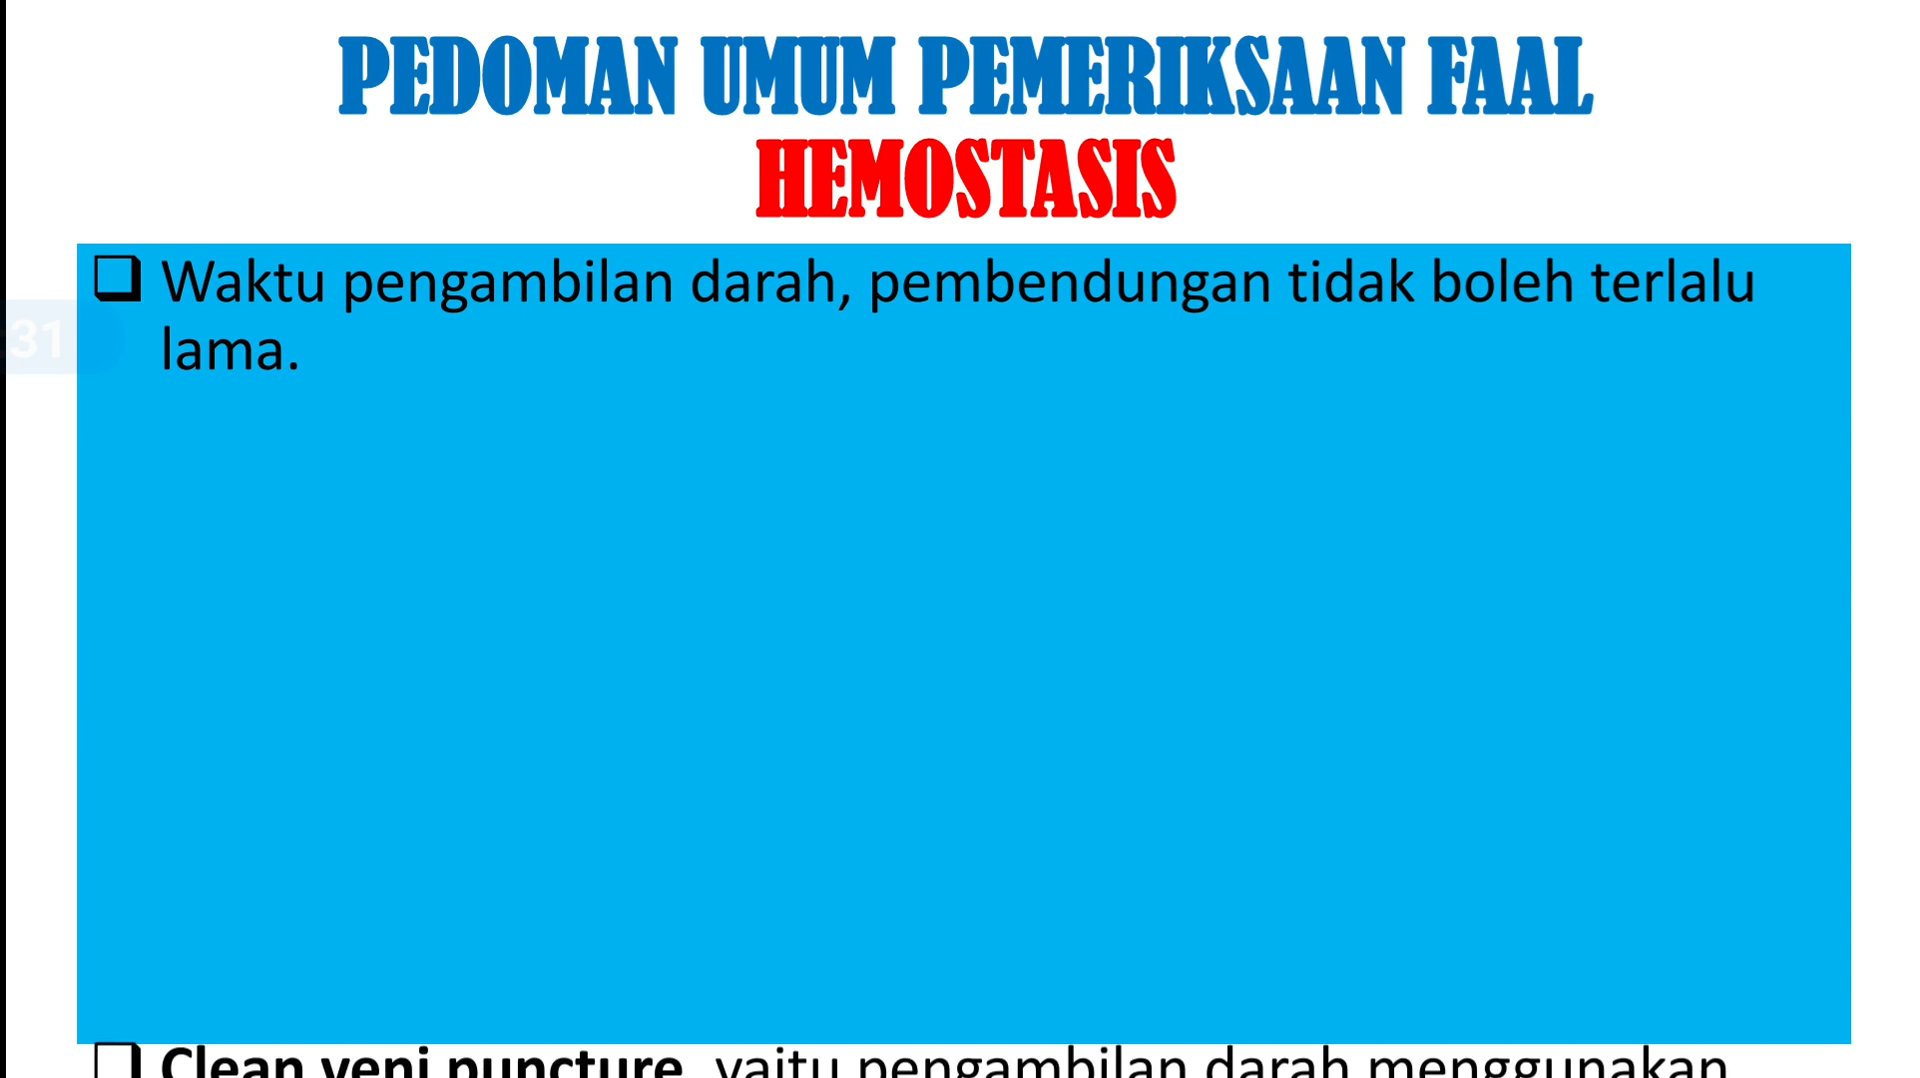 PEDOMAN UMUM PEMERIKSAAN FAAL
HEMOSTASIS
❑ Waktu pengambilan darah, pembendungan tidak boleh terlalu
lama.
31
❑ Clean veni puncture, yaitu pengambilan darah menggunakan